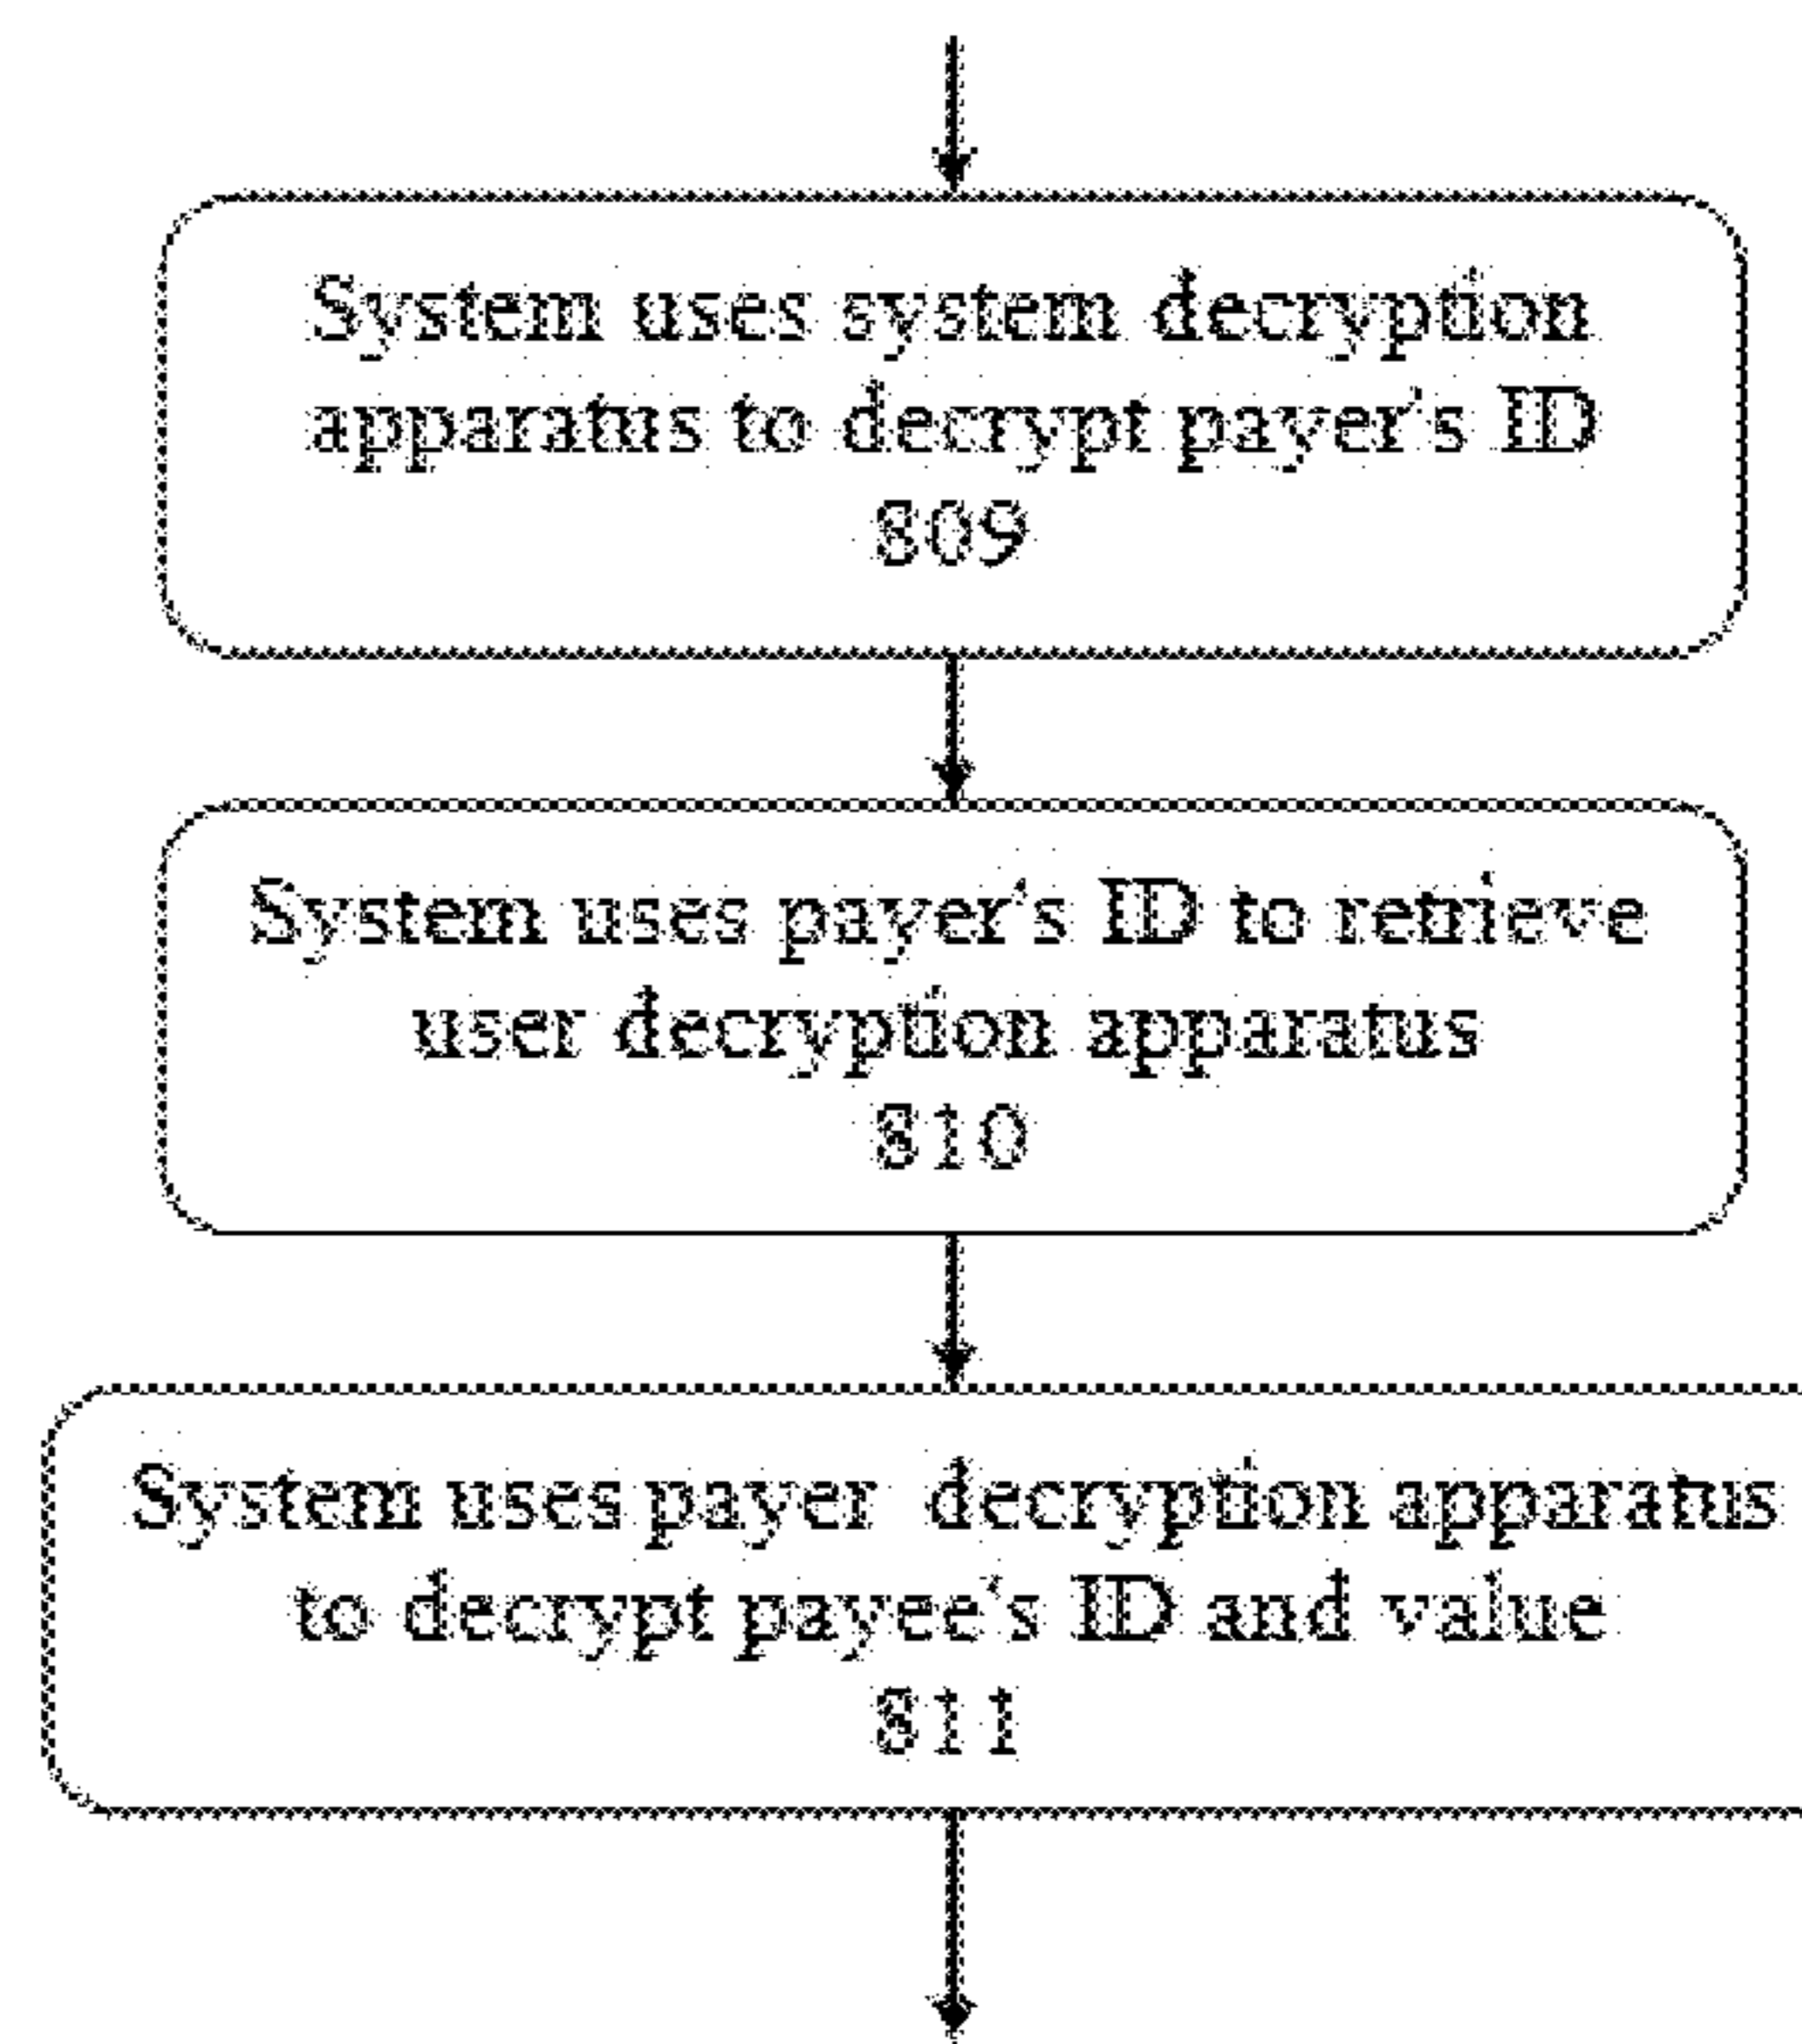 System uses system decryption
apparatus to decrypt payer's ID
809
System uses payer's ID to retrieve
user decryption apparatus
810
System uses payer decryption apparatus
to decrypt payee's ID and value
811